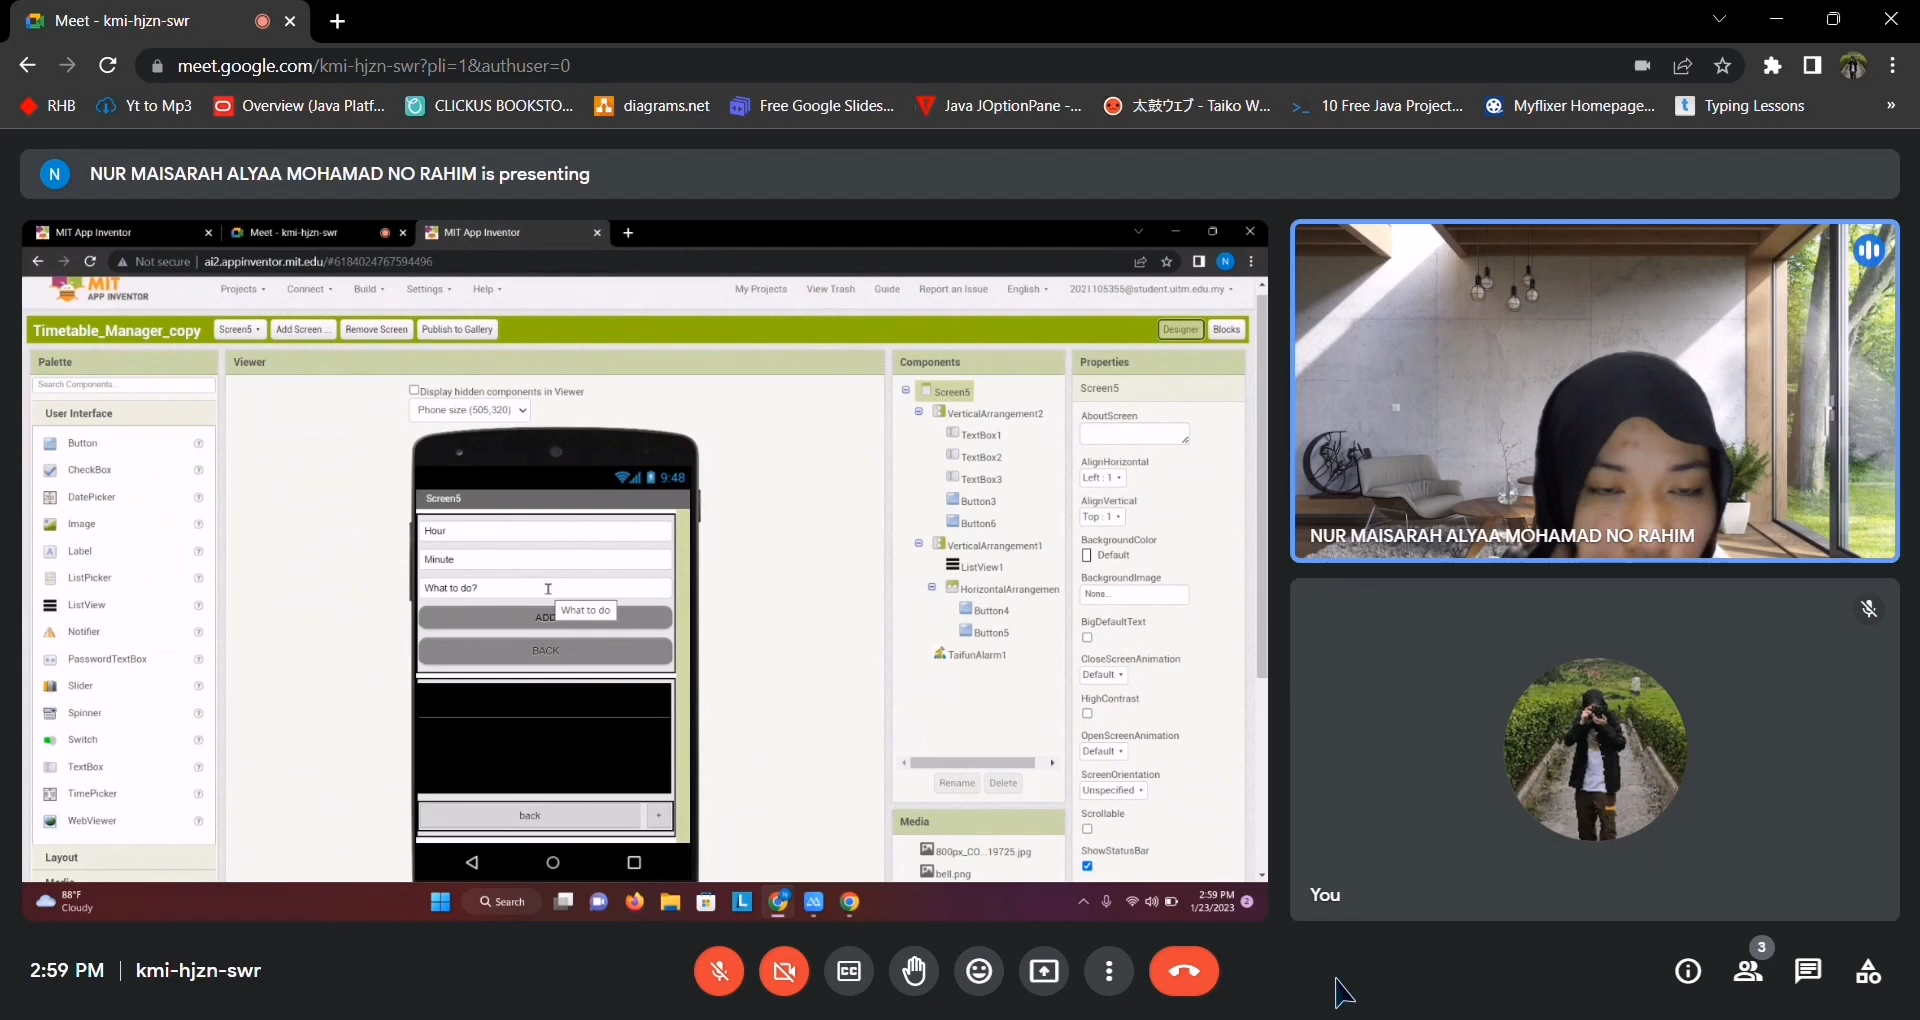 Meet - kmi-hjzn-swr
meet.google.com/kmi-hjzn-swr?pli=1&authuser=0
RHB
Yt to Mp3
Overview (Java Platf...
CLICKUS BOOKSTO...
diagrams.net
Free Google Slides...
Java JOptionPane -...
太鼓ウェブ - Taiko W...
10 Free Java Project...
Myflixer Homepage...
t
Typing Lessons
»
N
NUR MAISARAH ALYAA MOHAMAD NO RAHIM is presenting
MIT App Inventor
Meet - kmi-hjzn-swr
MIT App Inventor
Not secure | ai2.appinventor.mit.edu/#6184024767594496
N
MIT
APP INVENTOR
Projects
Connect
Build
Settings
Help
My Projects
View Trash
Guide
Report an Issue
English
2021105355@student.uitm.edu.my
Timetable_Manager_copy
Screen5
Add Screen ...
Remove Screen
Publish to Gallery
Designer
Blocks
Palette
Search Components...
User Interface
Button
CheckBox
DatePicker
Image
Label
ListPicker
ListView
Notifier
PasswordTextBox
Slider
Spinner
Switch
TextBox
TimePicker
WebViewer
Layout
Viewer
Display hidden components in Viewer
Phone size (505,320)
9:48
Screen5
Hour
Minute
What to do?
What to do
ADD
BACK
back
+
Components
Screen5
VerticalArrangement2
TextBox1
TextBox2
TextBox3
Button3
Button6
VerticalArrangement1
ListView1
HorizontalArrangemen
Button4
Button5
TaifunAlarm1
Rename
Delete
Media
800px_CO...19725.jpg
bell.png
Properties
Screen5
AboutScreen
AlignHorizontal
Left : 1
AlignVertical
Top : 1
BackgroundColor
Default
BackgroundImage
None...
BigDefaultText
CloseScreenAnimation
Default
HighContrast
OpenScreenAnimation
Default
ScreenOrientation
Unspecified
Scrollable
ShowStatusBar
88°F
Cloudy
Search
L
2:59 PM
1/23/2023
2
NUR MAISARAH ALYAA MOHAMAD NO RAHIM
You
2:59 PM | kmi-hjzn-swr
3